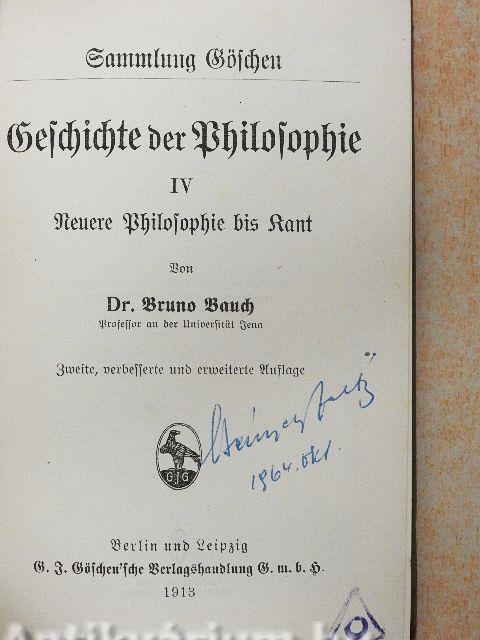 Sammlung Göschen
Geschichte der Philosophie
IV
Neuere Philosophie bis Kant
Von
Dr. Bruno Bauch
Professor an der Universität Jena
Zweite, verbesserte und erweiterte Auflage
1964. okt.
GJG
Berlin und Leipzig
G. J. Göschen'sche Verlagshandlung G. m. b. H.
1913